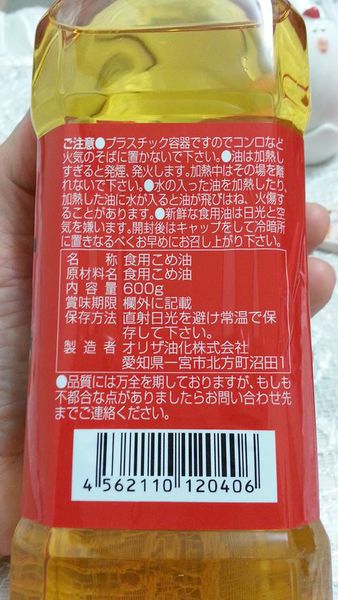 ご注意●プラスチック容器ですのでコンロなど
火気のそばに置かないで下さい。●油は加熱し
すぎると発煙、発火します。加熱中はその場を離
れないで下さい。●水の入った油を加熱したり、
加熱した油に水が入ると油が飛びはね、火傷す
ることがあります。●新鮮な食用油は日光と空
気を嫌います。開封後はキャップをして冷暗所
に置きなるべくお早めにお召し上がり下さい。
名称 食用こめ油
原材料名 食用こめ油
内容量 600g
賞味期限 欄外に記載
保存方法 直射日光を避け常温で保
存して下さい。
製造者 オリザ油化株式会社
愛知県一宮市北方町沼田1
●品質には万全を期しておりますが、もしも
不都合な点がありましたらお問い合わせ先
までご連絡ください。
4 562110 120406